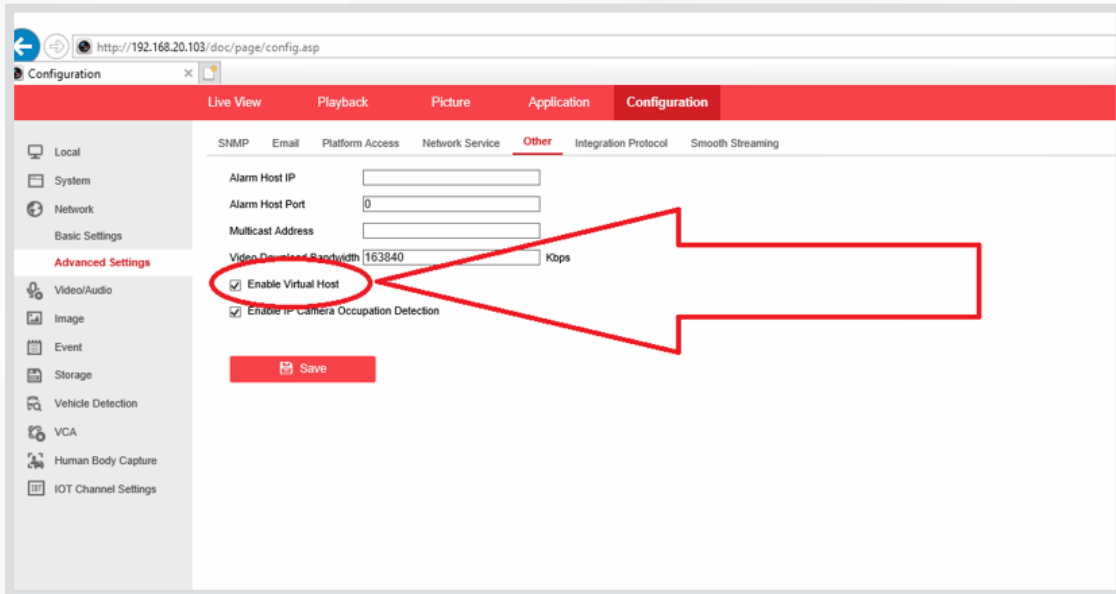 http://192.168.20.103/doc/page/config.asp
Configuration
Live View Playback Picture Application Configuration
SNMP Email Platform Access Network Service Other Integration Protocol Smooth Streaming
Local
System
Network
Basic Settings
Advanced Settings
Video/Audio
Image
Event
Storage
Vehicle Detection
VCA
Human Body Capture
IOT IOT Channel Settings
Alarm Host IP
Alarm Host Port 0
Multicast Address
Video Download Bandwidth 163840 Kbps
Enable Virtual Host
Enable IP Camera Occupation Detection
Save